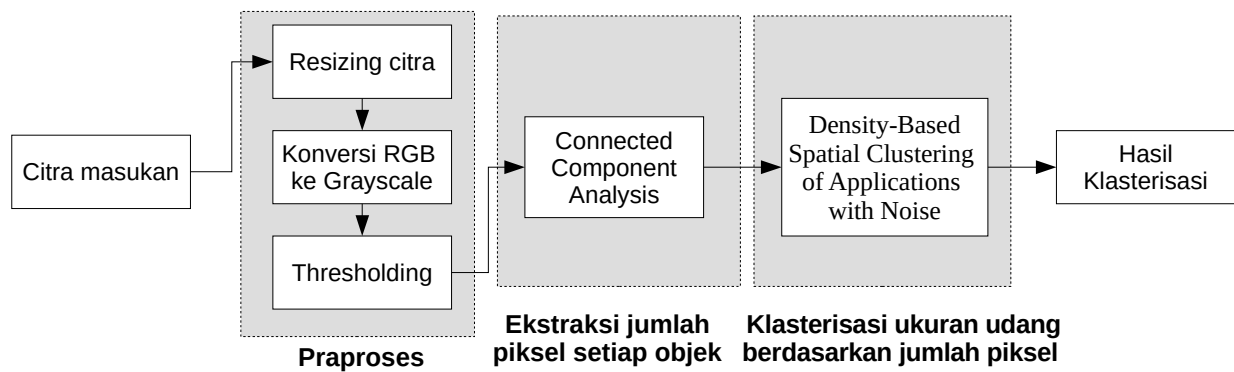 Citra masukan
Resizing citra
Konversi RGB
ke Grayscale
Thresholding
Praproses
Connected
Component
Analysis
Ekstraksi jumlah
piksel setiap objek
Density-Based
Spatial Clustering
of Applications
with Noise
Klasterisasi ukuran udang
berdasarkan jumlah piksel
Hasil
Klasterisasi